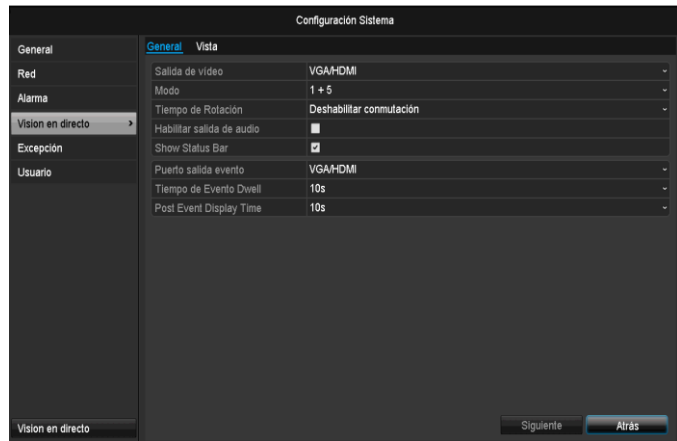 Configuración Sistema
General
Red
Alarma
Vision en directo
Excepción
Usuario
General Vista
Salida de vídeo VGA/HDMI
Modo 1 + 5
Tiempo de Rotación Deshabilitar conmutación
Habilitar salida de audio
Show Status Bar
Puerto salida evento VGA/HDMI
Tiempo de Evento Dwell 10s
Post Event Display Time 10s
Vision en directo
Siguiente Atrás